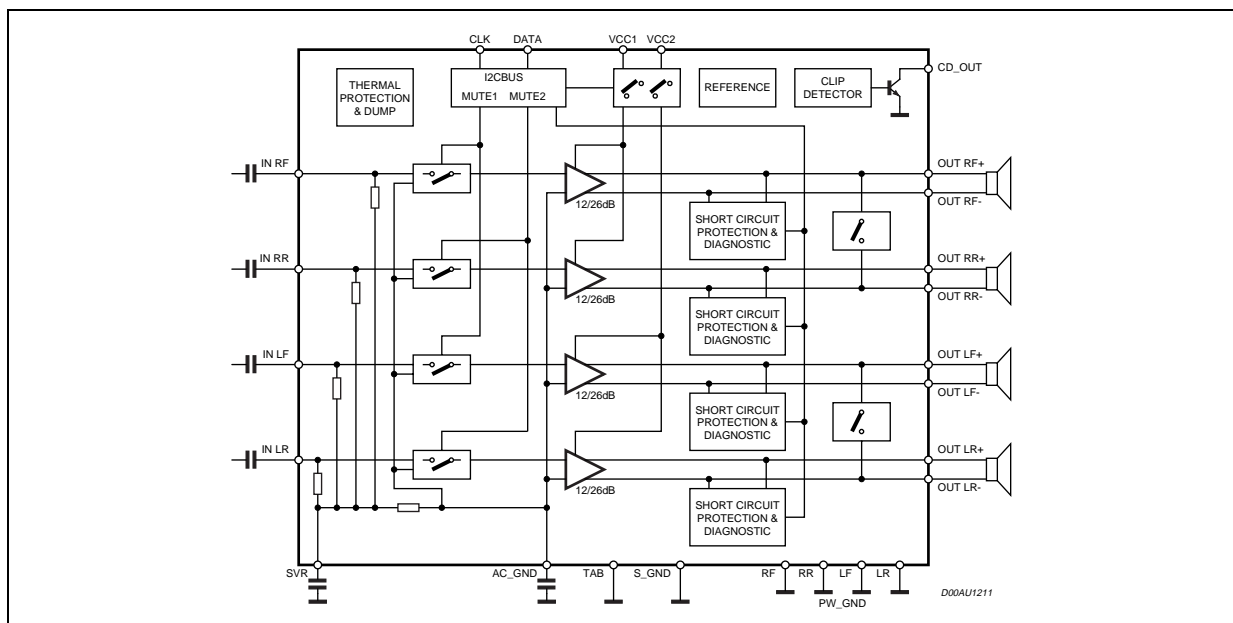 CLK
DATA
VCC1
VCC2
CD_OUT
THERMAL
PROTECTION
& DUMP
I2CBUS
MUTE1
MUTE2
REFERENCE
CLIP
DETECTOR
IN RF
12/26dB
SHORT CIRCUIT
PROTECTION &
DIAGNOSTIC
OUT RF+
OUT RF-
IN RR
12/26dB
SHORT CIRCUIT
PROTECTION &
DIAGNOSTIC
OUT RR+
OUT RR-
IN LF
12/26dB
SHORT CIRCUIT
PROTECTION &
DIAGNOSTIC
OUT LF+
OUT LF-
IN LR
12/26dB
SHORT CIRCUIT
PROTECTION &
DIAGNOSTIC
OUT LR+
OUT LR-
SVR
AC_GND
TAB
S_GND
RF
RR
LF
LR
PW_GND
D00AU1211